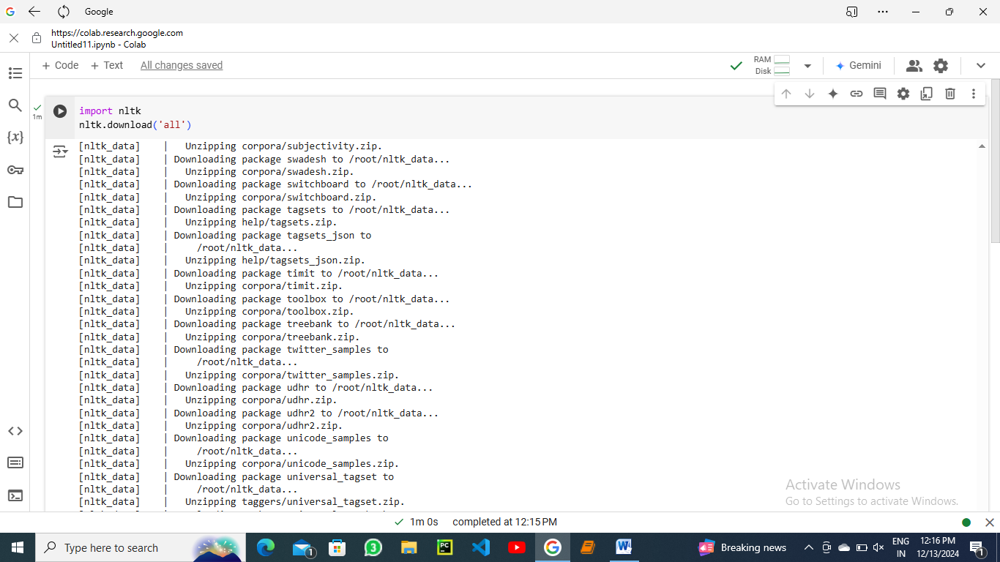 Google
https://colab.research.google.com
Untitled11.ipynb - Colab
+ Code + Text All changes saved
RAM
Disk
Gemini
1m
import nltk
nltk.download('all')
{x}
[nltk_data]    |   Unzipping corpora/subjectivity.zip.
[nltk_data]    | Downloading package swadesh to /root/nltk_data...
[nltk_data]    |   Unzipping corpora/swadesh.zip.
[nltk_data]    | Downloading package switchboard to /root/nltk_data...
[nltk_data]    |   Unzipping corpora/switchboard.zip.
[nltk_data]    | Downloading package tagsets to /root/nltk_data...
[nltk_data]    |   Unzipping help/tagsets.zip.
[nltk_data]    | Downloading package tagsets_json to
[nltk_data]    |     /root/nltk_data...
[nltk_data]    |   Unzipping help/tagsets_json.zip.
[nltk_data]    | Downloading package timit to /root/nltk_data...
[nltk_data]    |   Unzipping corpora/timit.zip.
[nltk_data]    | Downloading package toolbox to /root/nltk_data...
[nltk_data]    |   Unzipping corpora/toolbox.zip.
[nltk_data]    | Downloading package treebank to /root/nltk_data...
[nltk_data]    |   Unzipping corpora/treebank.zip.
[nltk_data]    | Downloading package twitter_samples to
[nltk_data]    |     /root/nltk_data...
[nltk_data]    |   Unzipping corpora/twitter_samples.zip.
[nltk_data]    | Downloading package udhr to /root/nltk_data...
[nltk_data]    |   Unzipping corpora/udhr.zip.
[nltk_data]    | Downloading package udhr2 to /root/nltk_data...
[nltk_data]    |   Unzipping corpora/udhr2.zip.
[nltk_data]    | Downloading package unicode_samples to
[nltk_data]    |     /root/nltk_data...
[nltk_data]    |   Unzipping corpora/unicode_samples.zip.
[nltk_data]    | Downloading package universal_tagset to
[nltk_data]    |     /root/nltk_data...
[nltk_data]    |   Unzipping taggers/universal_tagset.zip.
Activate Windows
Go to Settings to activate Windows.
1m 0s completed at 12:15 PM
Type here to search
1
3
PC
W
Breaking news
ENG
IN
12:16 PM
12/13/2024
1